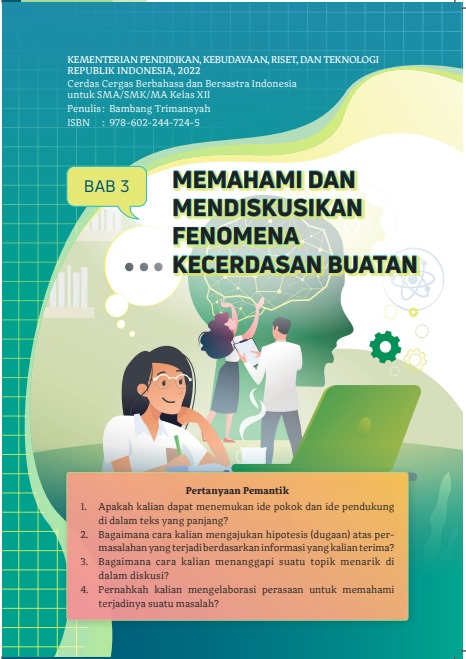 KEMENTERIAN PENDIDIKAN, KEBUDAYAAN, RISET, DAN TEKNOLOGI
REPUBLIK INDONESIA, 2022
Cerdas Cergas Berbahasa dan Bersastra Indonesia
untuk SMA/SMK/MA Kelas XII
Penulis : Bambang Trimansyah
ISBN : 978-602-244-724-5
BAB 3
MEMAHAMI DAN
MENDISKUSIKAN
FENOMENA
KECERDASAN BUATAN
Pertanyaan Pemantik
1. Apakah kalian dapat menemukan ide pokok dan ide pendukung
di dalam teks yang panjang?
2. Bagaimana cara kalian mengajukan hipotesis (dugaan) atas per-
masalahan yang terjadi berdasarkan informasi yang kalian terima?
3. Bagaimana cara kalian menanggapi suatu topik menarik di
dalam diskusi?
4. Pernahkah kalian mengelaborasi perasaan untuk memahami
terjadinya suatu masalah?